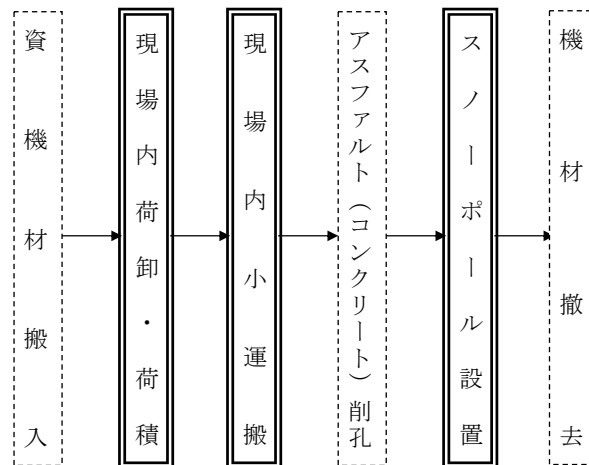 資機材搬入
現場内荷卸・荷積
現場内小運搬
アスファルト（コンクリート）削孔
スノーポール設置
機材撤去